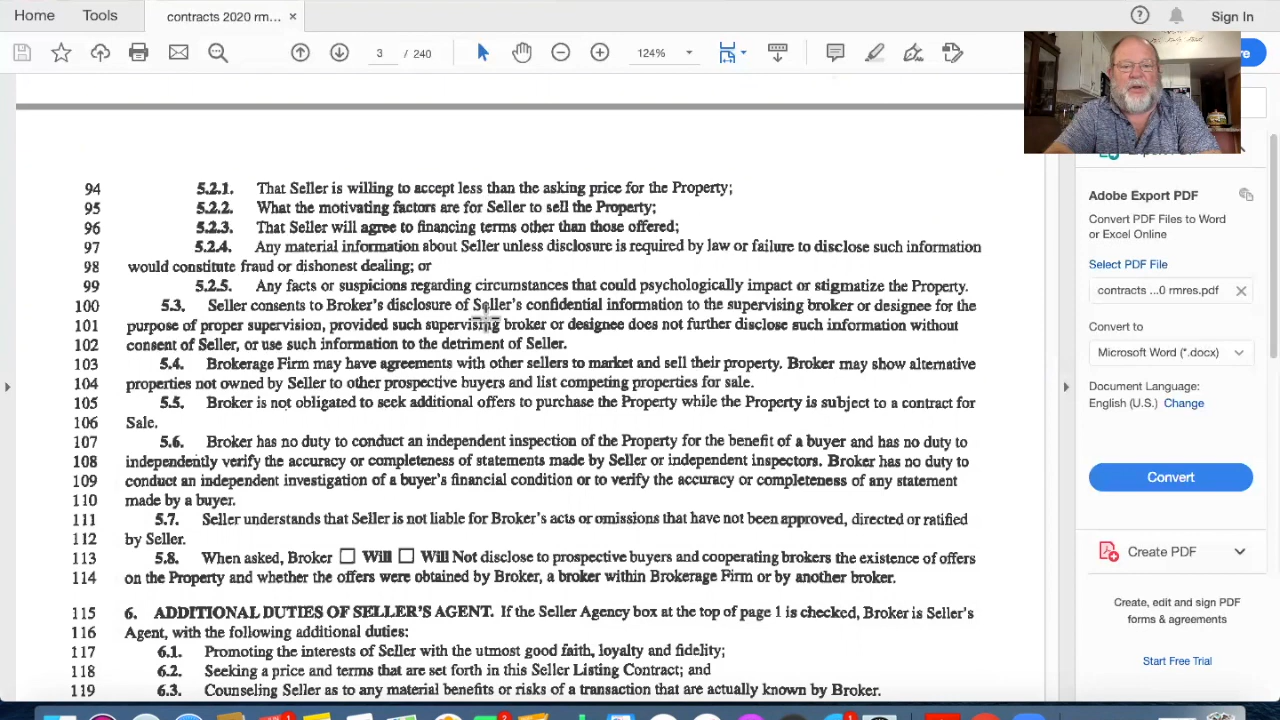 Home Tools contracts 2020 rm... × Sign In
3 / 240 124%
94 5.2.1. That Seller is willing to accept less than the asking price for the Property;
95 5.2.2. What the motivating factors are for Seller to sell the Property;
96 5.2.3. That Seller will agree to financing terms other than those offered;
97 5.2.4. Any material information about Seller unless disclosure is required by law or failure to disclose such information
98 would constitute fraud or dishonest dealing; or
99 5.2.5. Any facts or suspicions regarding circumstances that could psychologically impact or stigmatize the Property.
100 5.3. Seller consents to Broker's disclosure of Seller's confidential information to the supervising broker or designee for the
101 purpose of proper supervision, provided such supervising broker or designee does not further disclose such information without
102 consent of Seller, or use such information to the detriment of Seller.
103 5.4. Brokerage Firm may have agreements with other sellers to market and sell their property. Broker may show alternative
104 properties not owned by Seller to other prospective buyers and list competing properties for sale.
105 5.5. Broker is not obligated to seek additional offers to purchase the Property while the Property is subject to a contract for
106 Sale.
107 5.6. Broker has no duty to conduct an independent inspection of the Property for the benefit of a buyer and has no duty to
108 independently verify the accuracy or completeness of statements made by Seller or independent inspectors. Broker has no duty to
109 conduct an independent investigation of a buyer's financial condition or to verify the accuracy or completeness of any statement
110 made by a buyer.
111 5.7. Seller understands that Seller is not liable for Broker's acts or omissions that have not been approved, directed or ratified
112 by Seller.
113 5.8. When asked, Broker ☐ Will ☐ Will Not disclose to prospective buyers and cooperating brokers the existence of offers
114 on the Property and whether the offers were obtained by Broker, a broker within Brokerage Firm or by another broker.
115 6. ADDITIONAL DUTIES OF SELLER'S AGENT. If the Seller Agency box at the top of page 1 is checked, Broker is Seller's
116 Agent, with the following additional duties:
117 6.1. Promoting the interests of Seller with the utmost good faith, loyalty and fidelity;
118 6.2. Seeking a price and terms that are set forth in this Seller Listing Contract; and
119 6.3. Counseling Seller as to any material benefits or risks of a transaction that are actually known by Broker.
Adobe Export PDF
Convert PDF Files to Word
or Excel Online
Select PDF File
contracts ...0 rmres.pdf
Convert to
Microsoft Word (*.docx)
Document Language:
English (U.S.) Change
Convert
Create PDF
Create, edit and sign PDF
forms & agreements
Start Free Trial